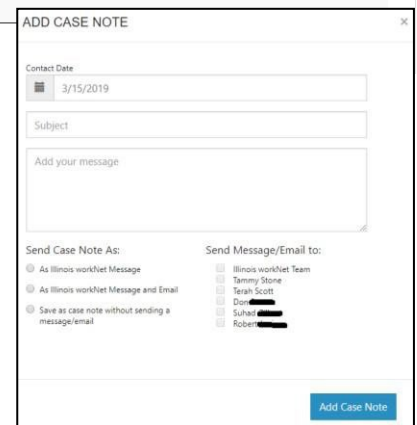 ADD CASE NOTE ×
Contact Date
3/15/2019
Subject
Add your message
Send Case Note As:
As Illinois workNet Message
As Illinois workNet Message and Email
Save as case note without sending a
message/email
Send Message/Email to:
Illinois workNet Team
Tammy Stone
Terah Scott
Don
Suhad
Robert
Add Case Note